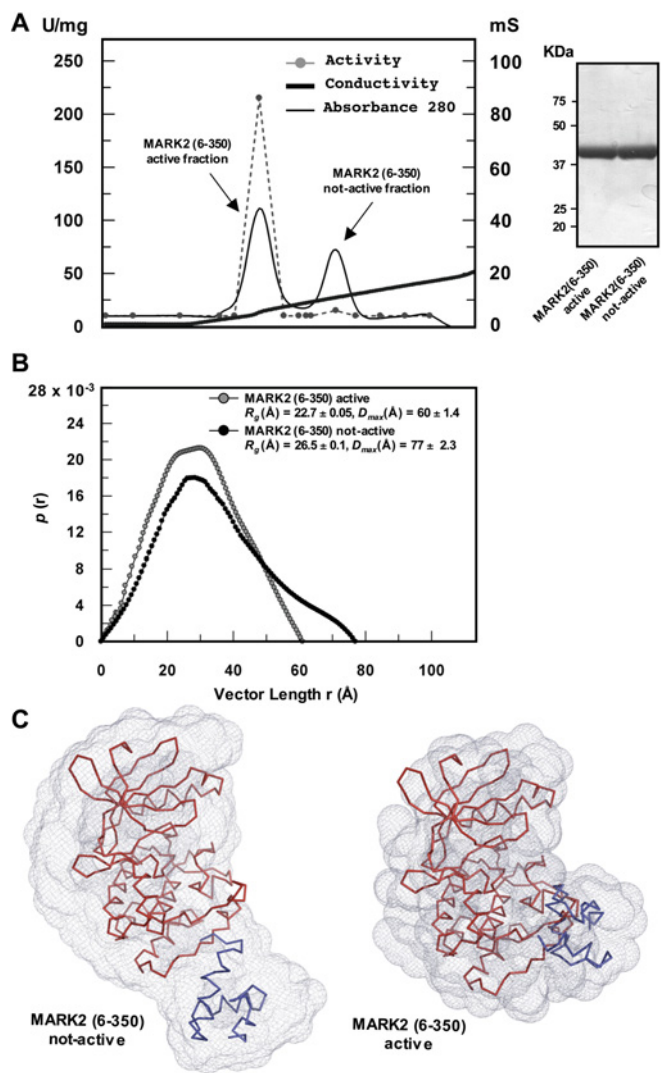 A U/mg mS
250
200
150
100
50
0
100
80
60
40
20
0
Activity
Conductivity
Absorbance 280
MARK2 (6-350)
active fraction
MARK2 (6-350)
not-active fraction
KDa
75
50
37
25
20
MARK2(6-350)
active
MARK2(6-350)
not-active
B
28 x 10-3
24
20
16
12
8
4
0
p (r)
MARK2 (6-350) active
Rg(Å) = 22.7 ± 0.05, Dmax(Å) = 60 ± 1.4
MARK2 (6-350) not-active
Rg(Å) = 26.5 ± 0.1, Dmax(Å) = 77 ± 2.3
0 20 40 60 80 100
Vector Length r (Å)
C
MARK2 (6-350)
not-active
MARK2 (6-350)
active